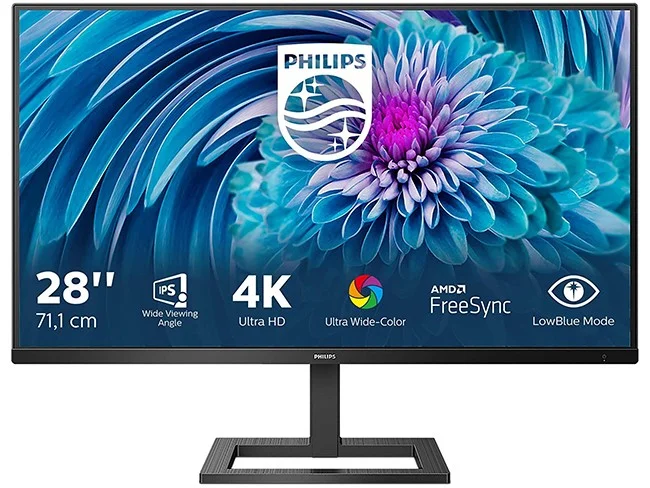 PHILIPS
28"
71,1 cm
IPS
Wide Viewing
Angle
4K
Ultra HD
Ultra Wide-Color
AMD
FreeSync
LowBlue Mode
PHILIPS